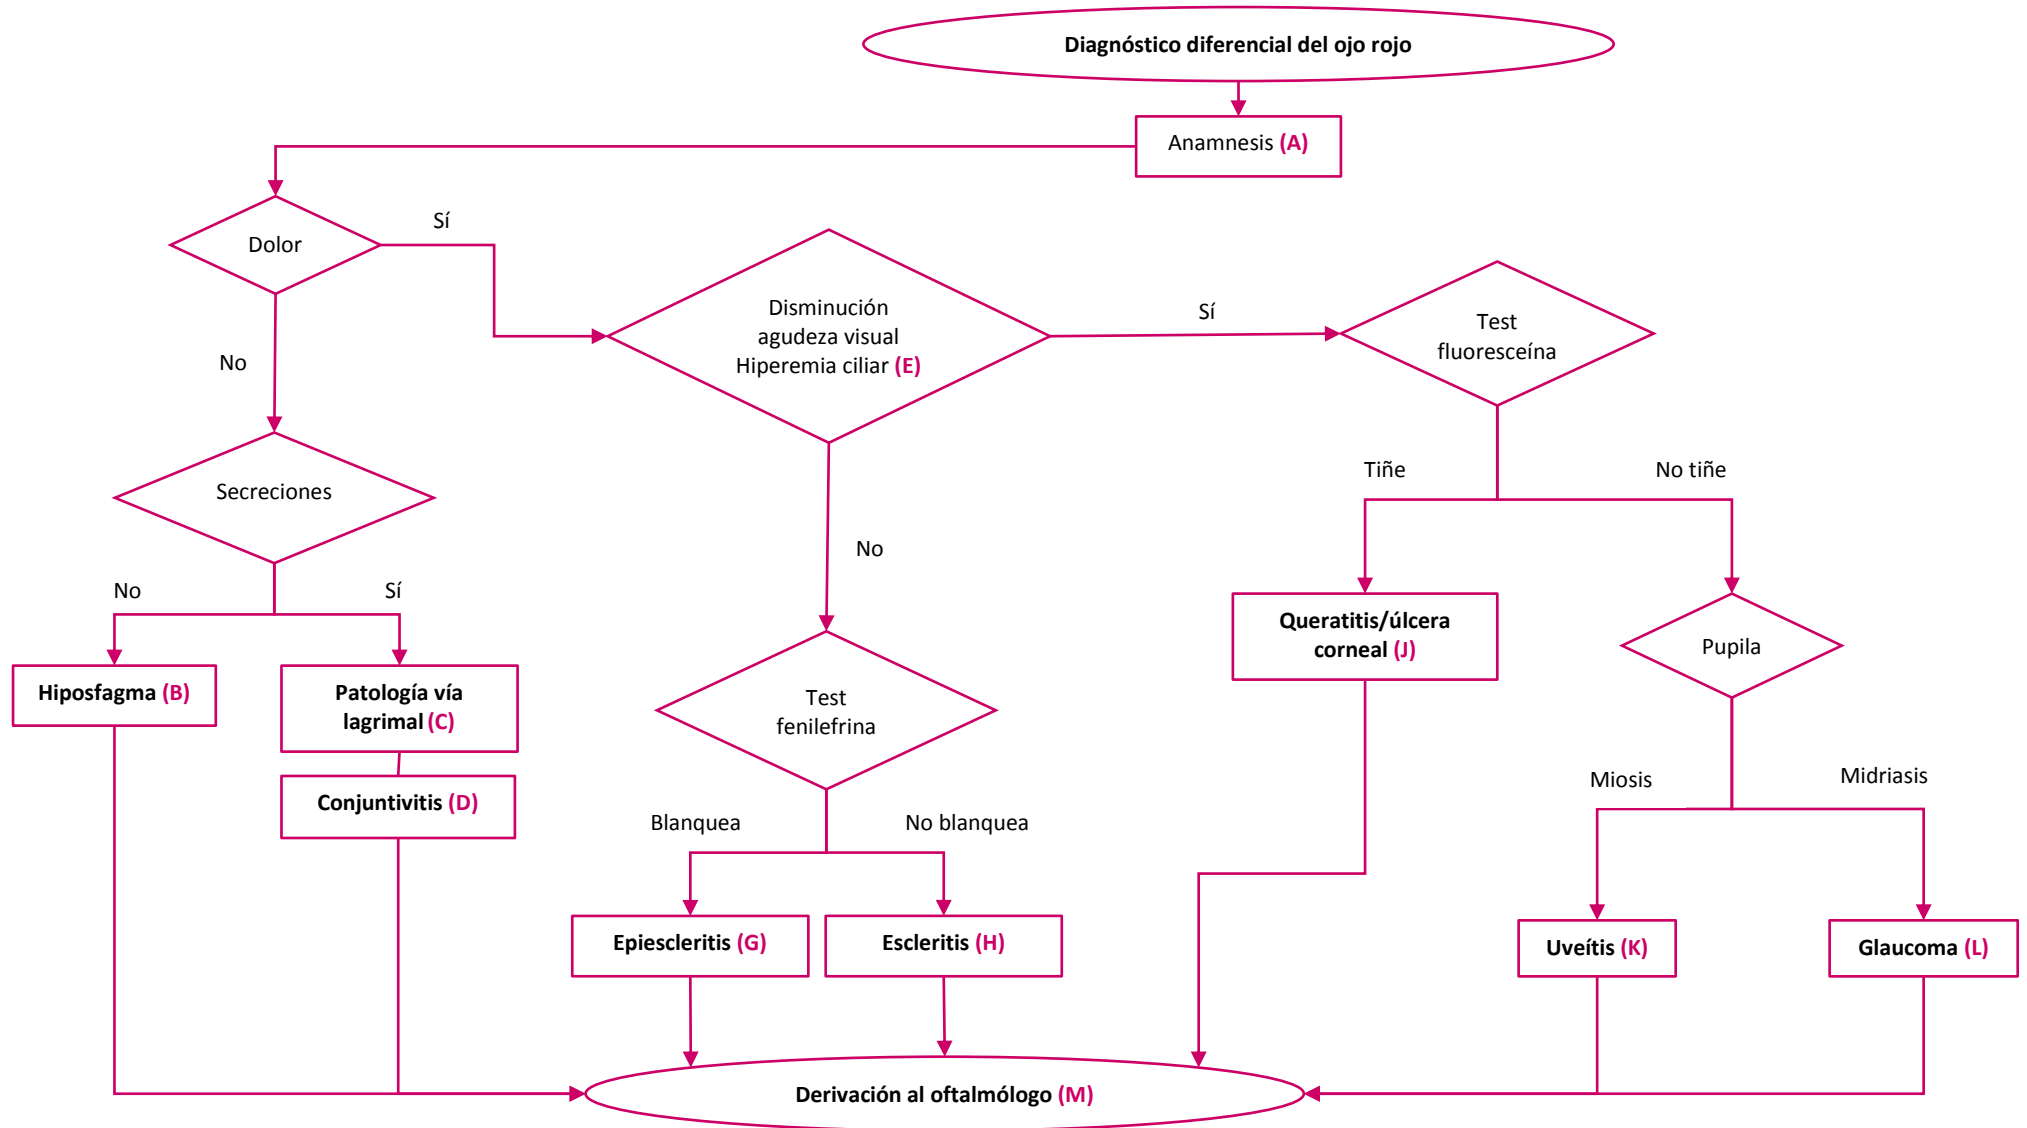 Diagnóstico diferencial del ojo rojo
Anamnesis (A)
Dolor
Sí
No
Disminución
agudeza visual
Hiperemia ciliar (E)
Sí
No
Test
fluoresceína
Tiñe
No tiñe
Secreciones
No
Sí
Hiposfagma (B)
Patología vía
lagrimal (C)
Conjuntivitis (D)
Test
fenilefrina
Blanquea
No blanquea
Epiescleritis (G)
Escleritis (H)
Queratitis/úlcera
corneal (J)
Pupila
Miosis
Midriasis
Uveítis (K)
Glaucoma (L)
Derivación al oftalmólogo (M)